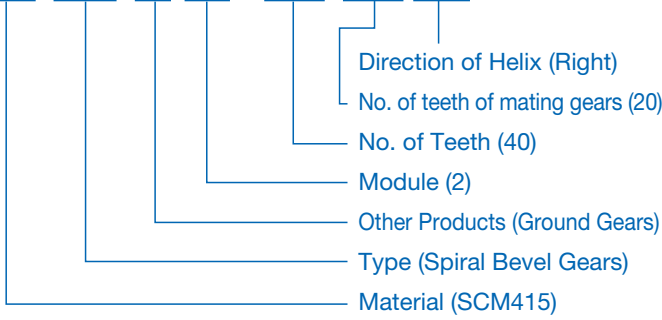 Direction of Helix (Right)
No. of teeth of mating gears (20)
No. of Teeth (40)
Module (2)
Other Products (Ground Gears)
Type (Spiral Bevel Gears)
Material (SCM415)